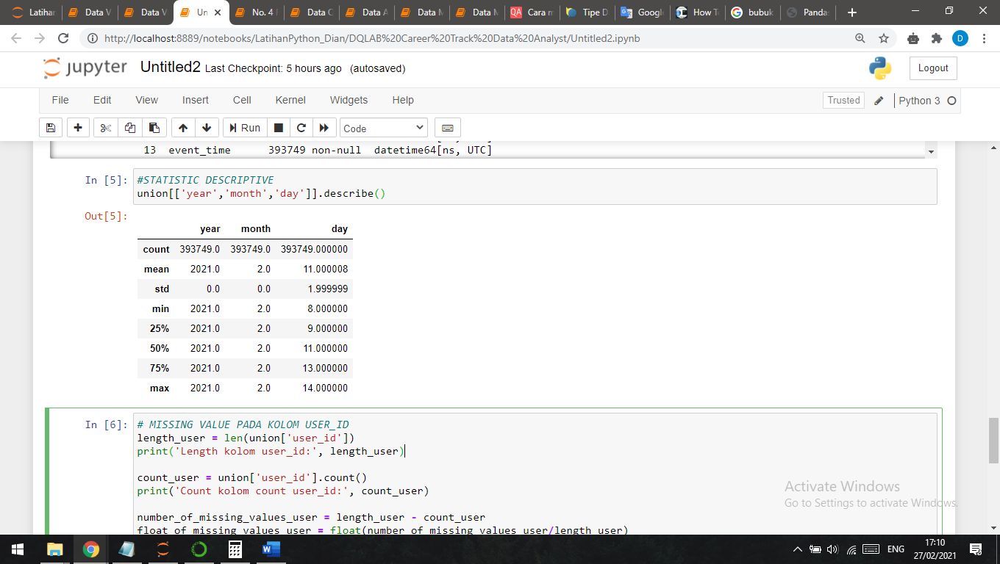 Latihar
Data V
Data V
Un
No. 4
Data C
Data A
Data M
Data M
QA Cara m
Tipe D
Googl
How T
bubuk
Panda
http://localhost:8889/notebooks/LatihanPython_Dian/DQLAB%20Career%20Track%20Data%20Analyst/Untitled2.ipynb
D
jupyter Untitled2 Last Checkpoint: 5 hours ago (autosaved)
Logout
File Edit View Insert Cell Kernel Widgets Help
Trusted Python 3
Run Code
13 event_time 393749 non-null datetime64[ns, UTC]
In [5]: #STATISTIC DESCRIPTIVE
union[['year','month','day']].describe()
Out[5]:
year month day
count 393749.0 393749.0 393749.000000
mean 2021.0 2.0 11.000008
std 0.0 0.0 1.999999
min 2021.0 2.0 8.000000
25% 2021.0 2.0 9.000000
50% 2021.0 2.0 11.000000
75% 2021.0 2.0 13.000000
max 2021.0 2.0 14.000000
In [6]: # MISSING VALUE PADA KOLOM USER_ID
length_user = len(union['user_id'])
print('Length kolom user_id:', length_user)
count_user = union['user_id'].count()
print('Count kolom count user_id:', count_user)
number_of_missing_values_user = length_user - count_user
float_of_missing_values_user = float(number_of_missing_values_user/length_user)
Activate Windows
Go to Settings to activate Windows.
ENG
17:10
27/02/2021